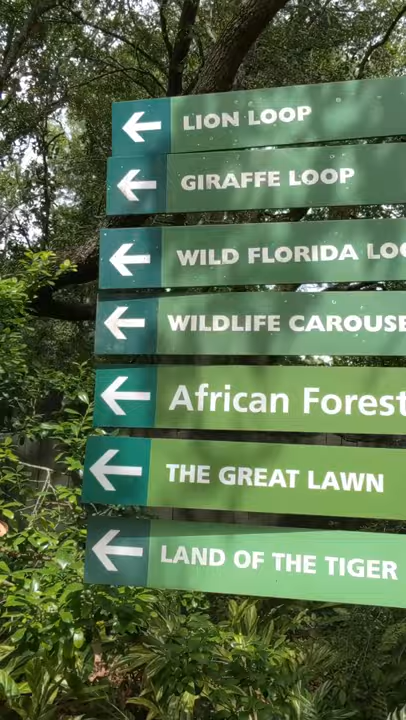 LION LOOP
GIRAFFE LOOP
WILD FLORIDA LOO
WILDLIFE CAROUSE
African Forest
THE GREAT LAWN
LAND OF THE TIGER